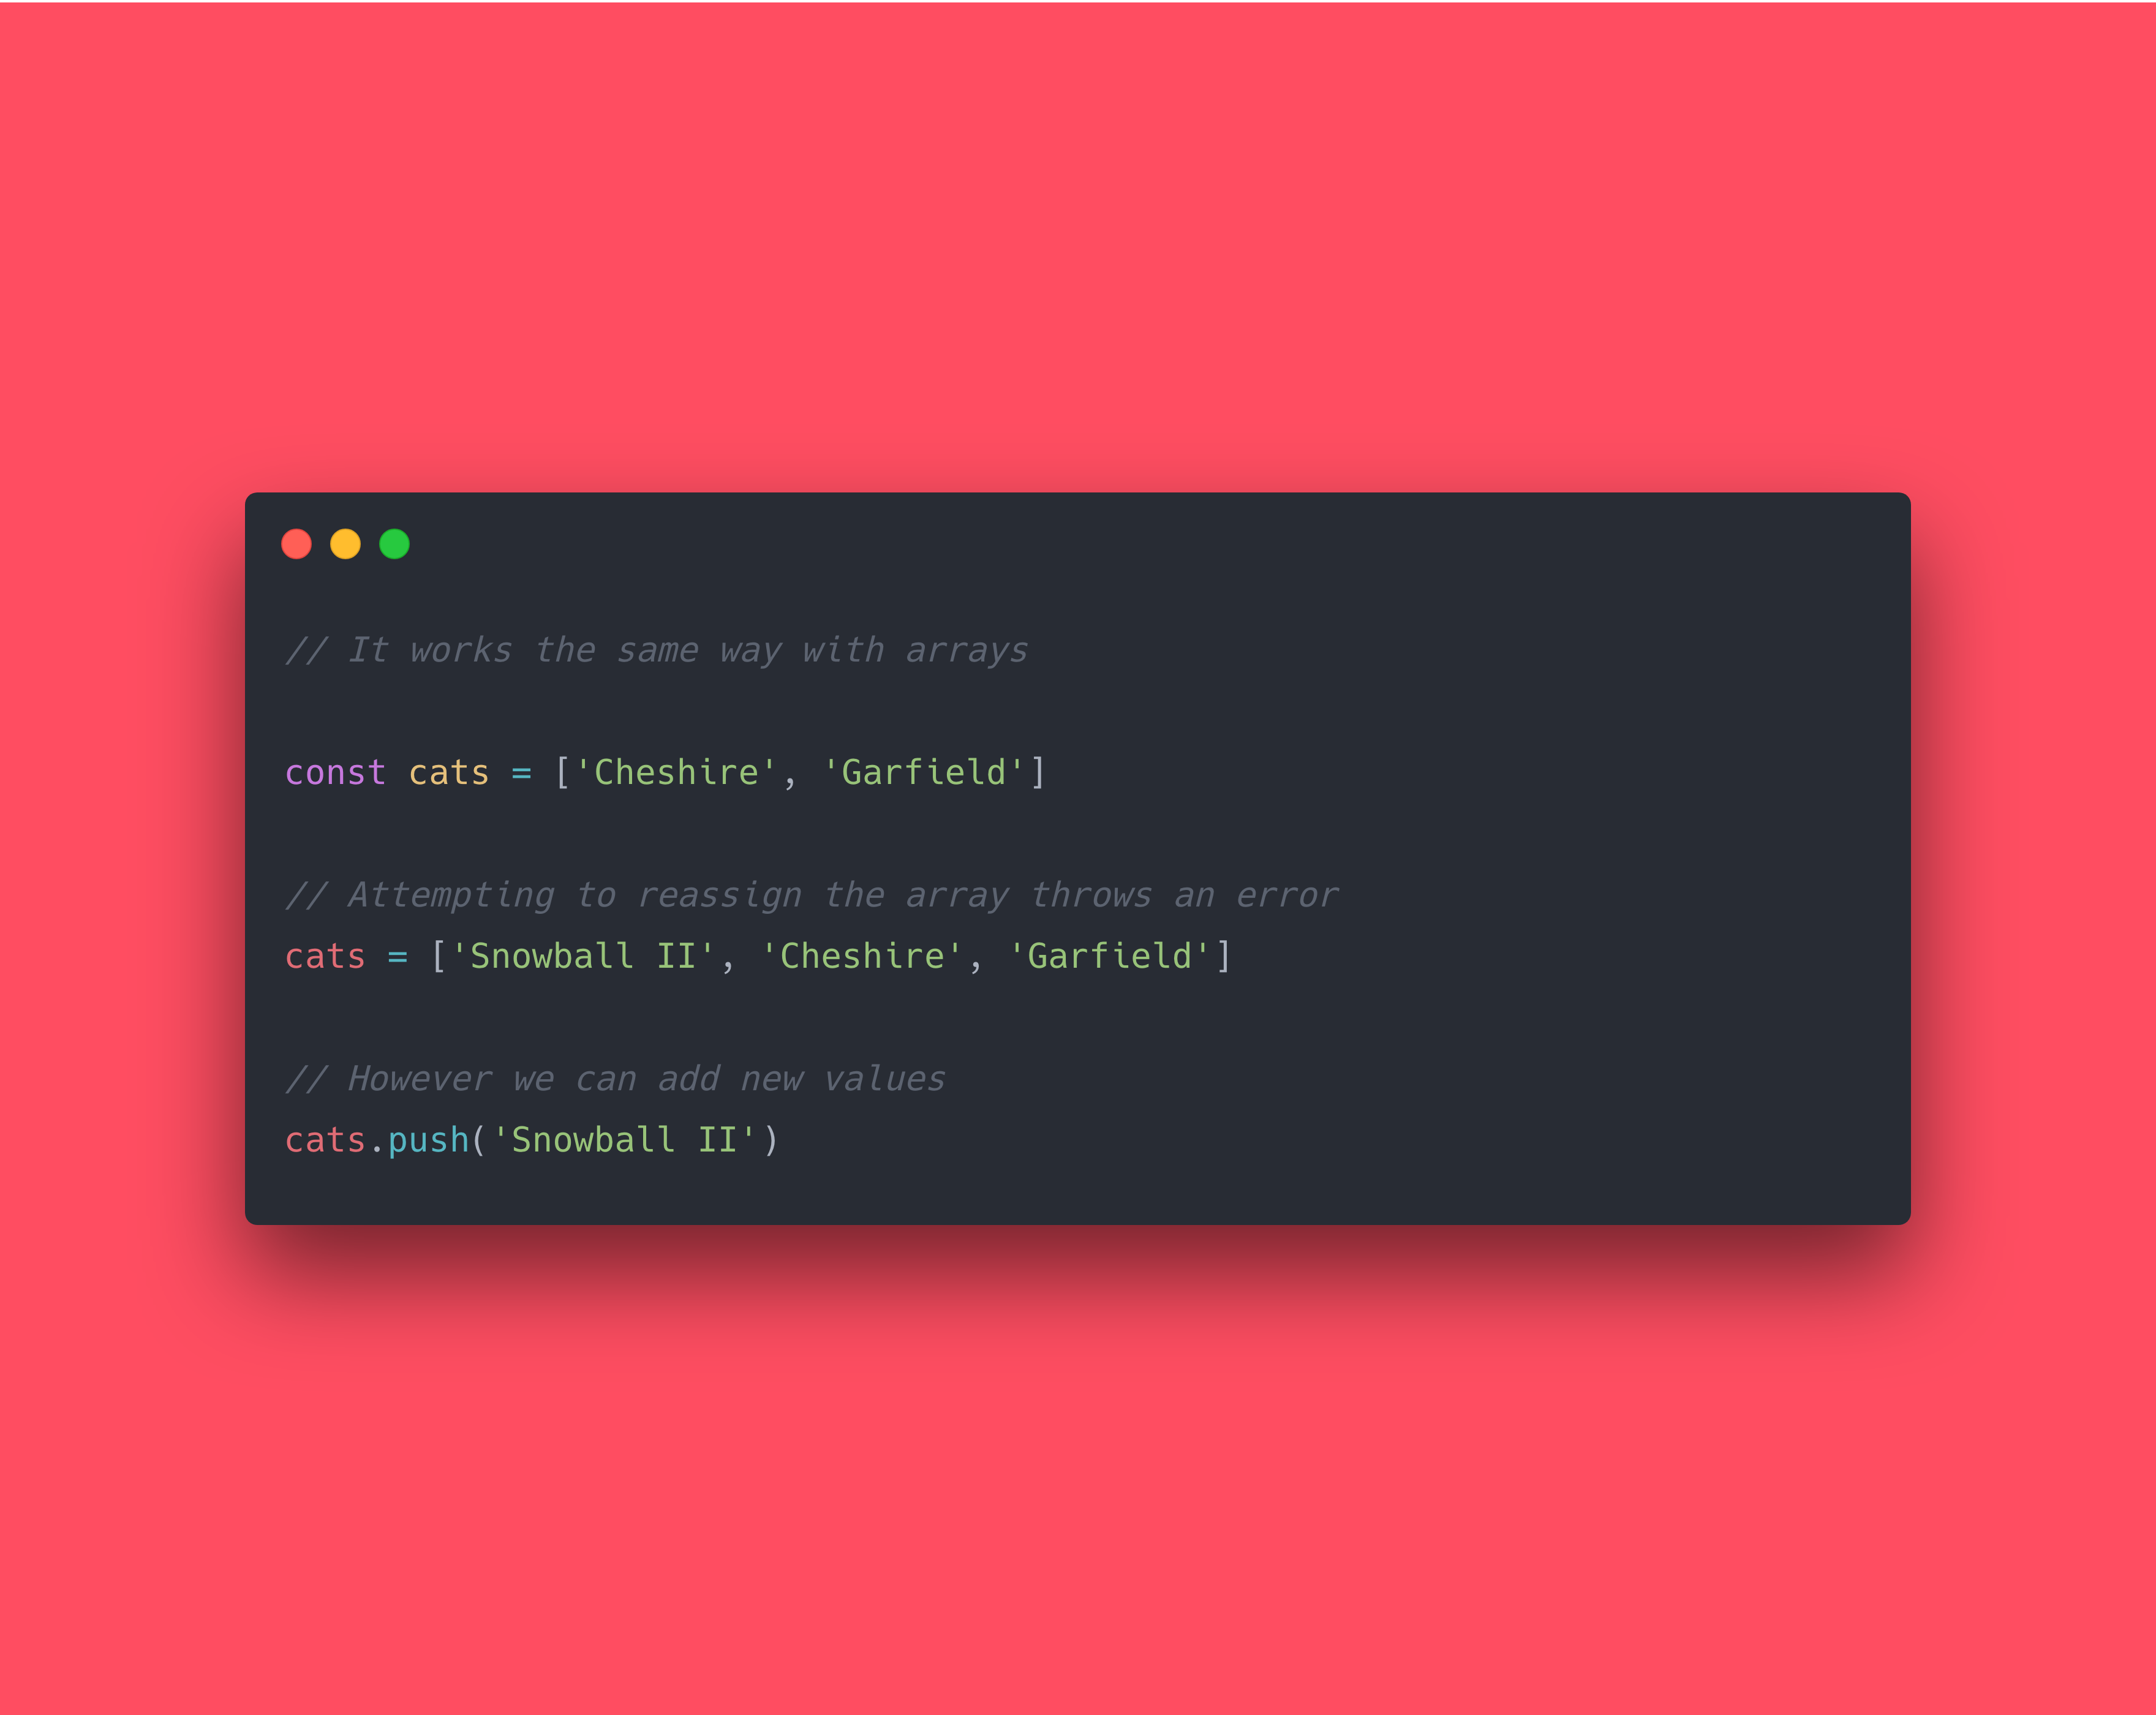 // It works the same way with arrays
const cats = ['Cheshire', 'Garfield']
// Attempting to reassign the array throws an error
cats = ['Snowball II', 'Cheshire', 'Garfield']
// However we can add new values
cats.push('Snowball II')